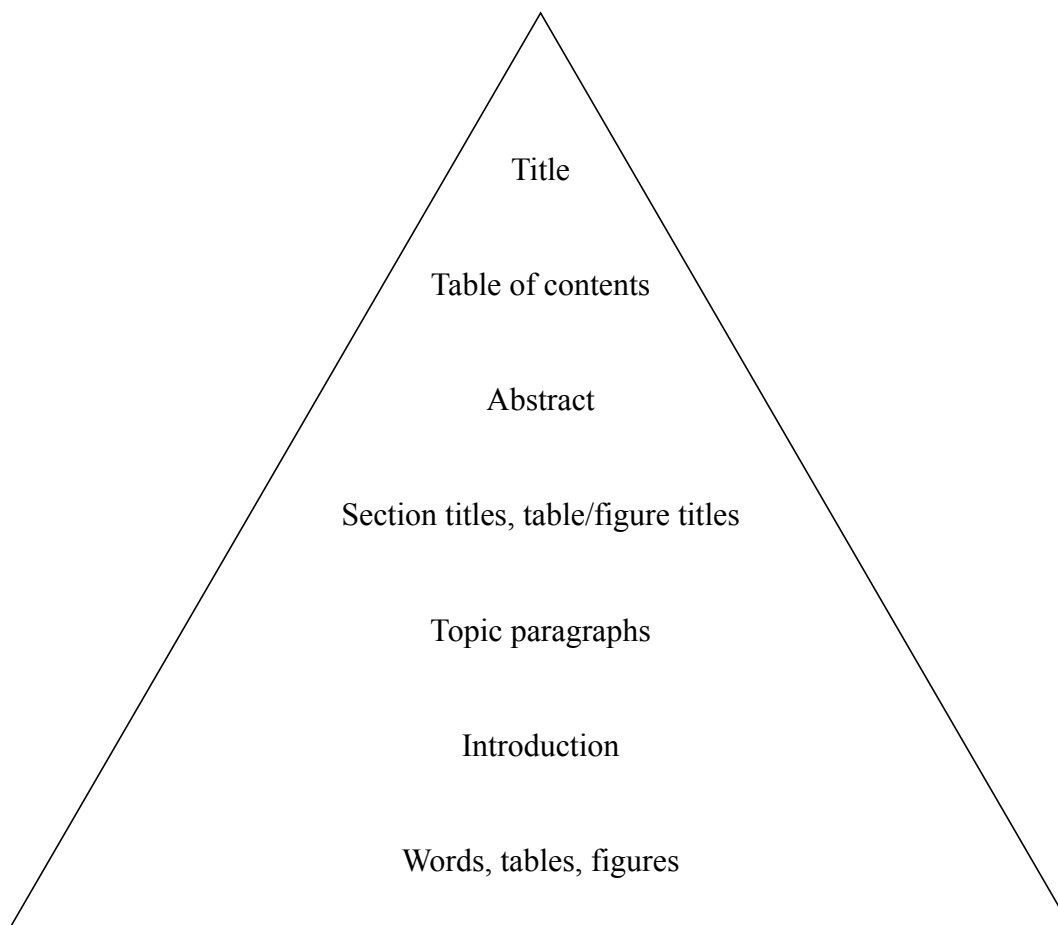 Title
Table of contents
Abstract
Section titles, table/figure titles
Topic paragraphs
Introduction
Words, tables, figures